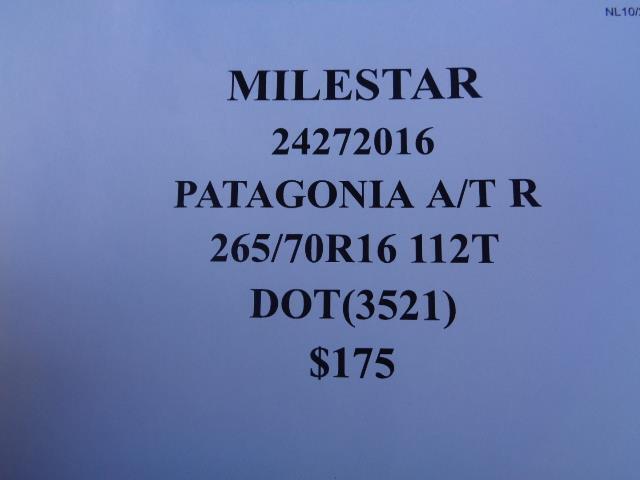 MILESTAR
24272016
PATAGONIA A/T R
265/70R16 112T
DOT(3521)
$175